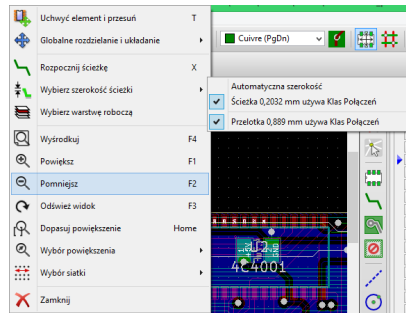 Uchwyć element i przesuń T
Globalne rozdzielanie i układanie
Rozpocznij ścieżkę X
Wybierz szerokość ścieżki
Wybierz warstwę roboczą
Wyśrodkuj F4
Powiększ F1
Pomniejsz F2
Odśwież widok F3
Dopasuj powiększenie Home
Wybór powiększenia
Wybór siatki
Zamknij
Cuivre (PgDn)
Automatyczna szerokość
Ścieżka 0,2032 mm używa Klas Połączeń
Przelotka 0,889 mm używa Klas Połączeń
4C4001